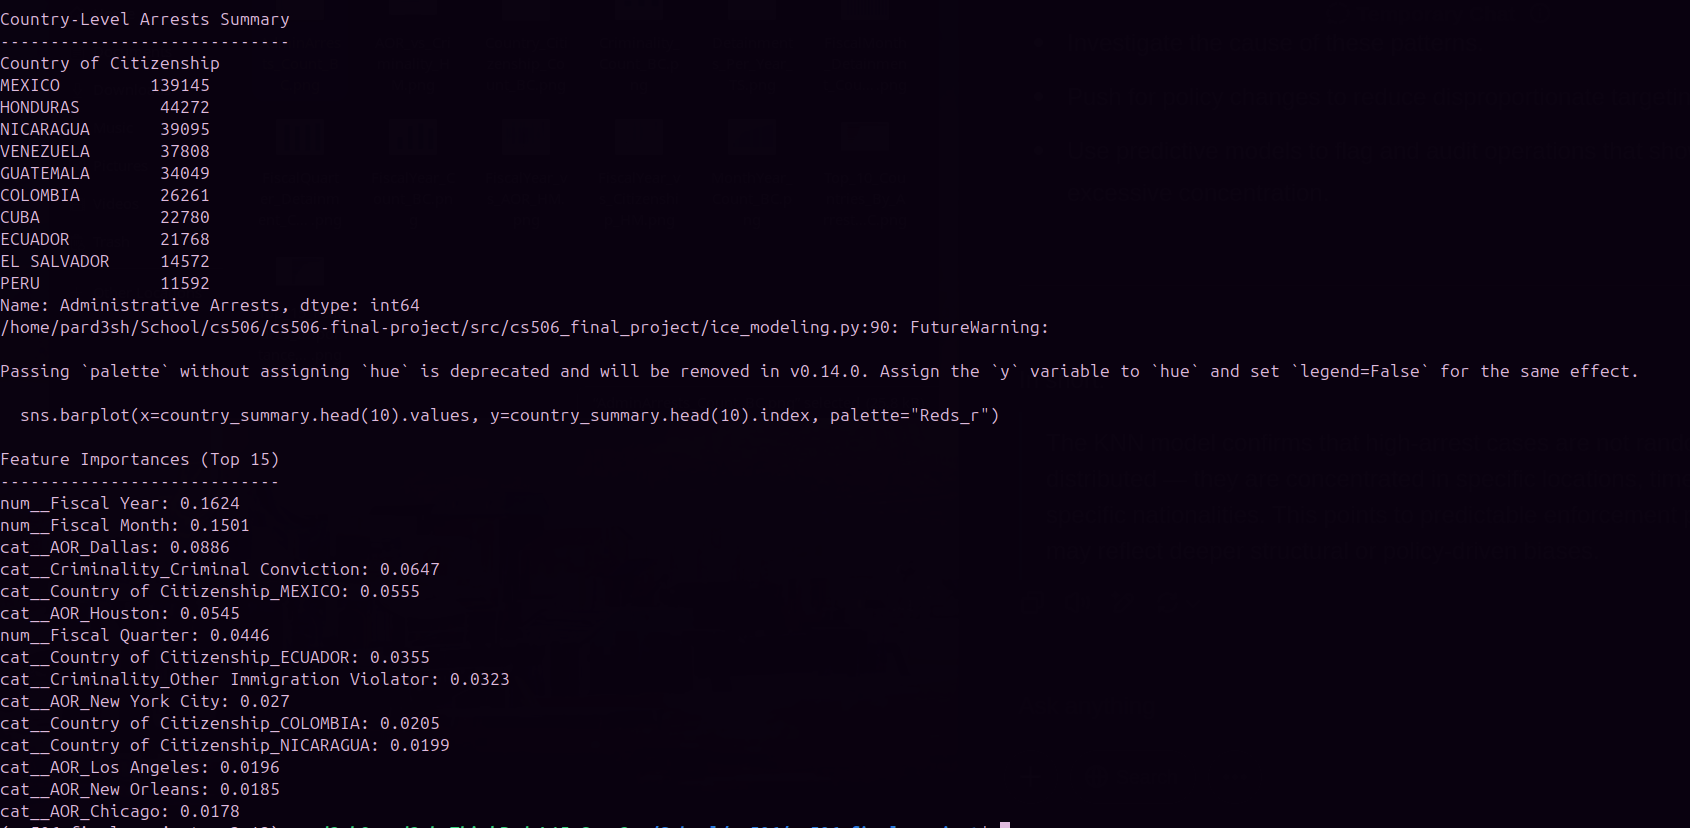 Country-Level Arrests Summary
-----------------------------
Country of Citizenship
MEXICO         139145
HONDURAS        44272
NICARAGUA       39095
VENEZUELA       37808
GUATEMALA       34049
COLOMBIA        26261
CUBA            22780
ECUADOR         21768
EL SALVADOR     14572
PERU            11592
Name: Administrative Arrests, dtype: int64
/home/pard3sh/School/cs506/cs506-final-project/src/cs506_final_project/ice_modeling.py:90: FutureWarning:
Passing `palette` without assigning `hue` is deprecated and will be removed in v0.14.0. Assign the `y` variable to `hue` and set `legend=False` for the same effect.
  sns.barplot(x=country_summary.head(10).values, y=country_summary.head(10).index, palette="Reds_r")
Feature Importances (Top 15)
----------------------------
num__Fiscal Year: 0.1624
num__Fiscal Month: 0.1501
cat__AOR_Dallas: 0.0886
cat__Criminality_Criminal Conviction: 0.0647
cat__Country of Citizenship_MEXICO: 0.0555
cat__AOR_Houston: 0.0545
num__Fiscal Quarter: 0.0446
cat__Country of Citizenship_ECUADOR: 0.0355
cat__Criminality_Other Immigration Violator: 0.0323
cat__AOR_New York City: 0.027
cat__Country of Citizenship_COLOMBIA: 0.0205
cat__Country of Citizenship_NICARAGUA: 0.0199
cat__AOR_Los Angeles: 0.0196
cat__AOR_New Orleans: 0.0185
cat__AOR_Chicago: 0.0178